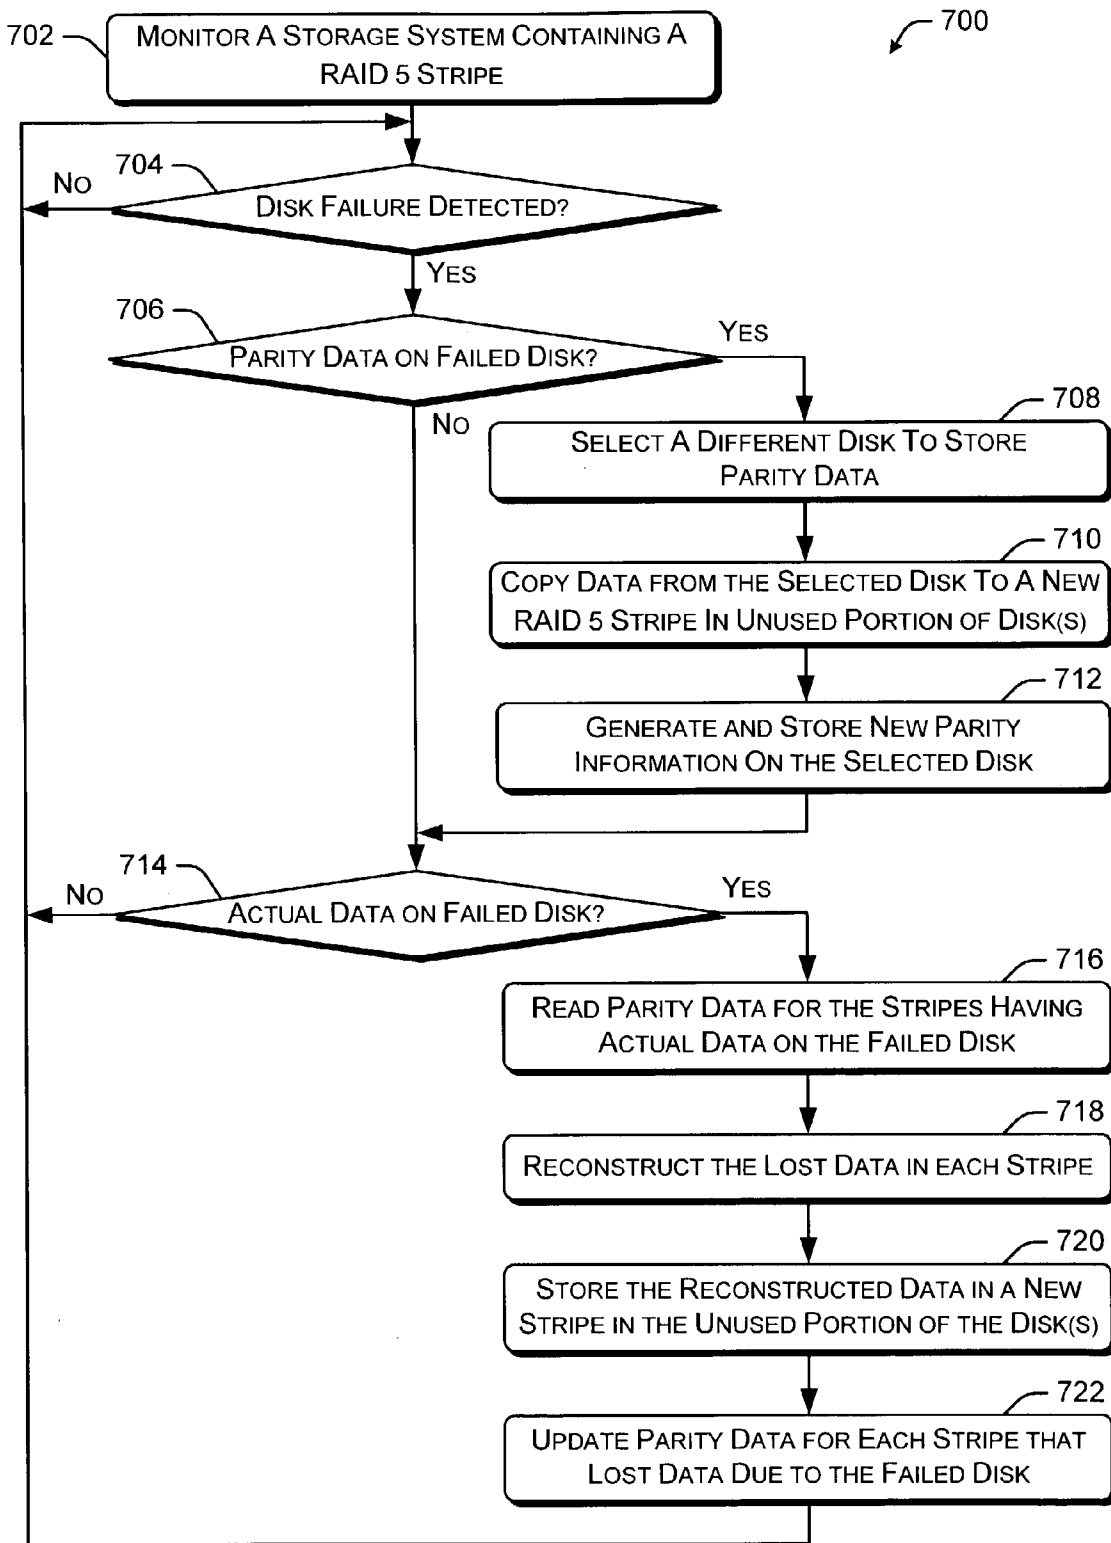 702
MONITOR A STORAGE SYSTEM CONTAINING A
RAID 5 STRIPE
700
704
NO
DISK FAILURE DETECTED?
YES
706
PARITY DATA ON FAILED DISK?
YES
NO
708
SELECT A DIFFERENT DISK TO STORE
PARITY DATA
710
COPY DATA FROM THE SELECTED DISK TO A NEW
RAID 5 STRIPE IN UNUSED PORTION OF DISK(S)
712
GENERATE AND STORE NEW PARITY
INFORMATION ON THE SELECTED DISK
714
NO
ACTUAL DATA ON FAILED DISK?
YES
716
READ PARITY DATA FOR THE STRIPES HAVING
ACTUAL DATA ON THE FAILED DISK
718
RECONSTRUCT THE LOST DATA IN EACH STRIPE
720
STORE THE RECONSTRUCTED DATA IN A NEW
STRIPE IN THE UNUSED PORTION OF THE DISK(S)
722
UPDATE PARITY DATA FOR EACH STRIPE THAT
LOST DATA DUE TO THE FAILED DISK